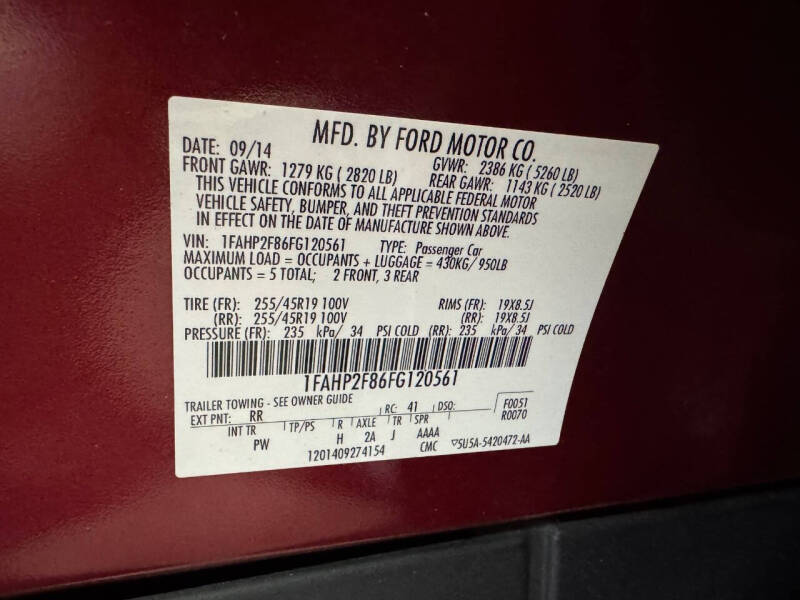 MFD. BY FORD MOTOR CO.
DATE: 09/14 GVWR: 2386 KG ( 5260 LB)
FRONT GAWR: 1279 KG ( 2820 LB) REAR GAWR: 1143 KG ( 2520 LB)
THIS VEHICLE CONFORMS TO ALL APPLICABLE FEDERAL MOTOR
VEHICLE SAFETY, BUMPER, AND THEFT PREVENTION STANDARDS
IN EFFECT ON THE DATE OF MANUFACTURE SHOWN ABOVE.
VIN: 1FAHP2F86FG120561 TYPE: Passenger Car
MAXIMUM LOAD = OCCUPANTS + LUGGAGE = 430KG/ 950LB
OCCUPANTS = 5 TOTAL; 2 FRONT, 3 REAR
TIRE (FR): 255/45R19 100V RIMS (FR): 19X8.5J
(RR): 255/45R19 100V (RR): 19X8.5J
PRESSURE (FR): 235 kPa/ 34 PSI COLD (RR): 235 kPa/ 34 PSI COLD
1FAHP2F86FG120561
TRAILER TOWING - SEE OWNER GUIDE
EXT PNT: RR RC: 41 DSO: F0051
R0070
INT TR TP/PS R AXLE TR SPR
PW H 2A J AAAA
1201409274154 CMC 5U5A-5420472-AA